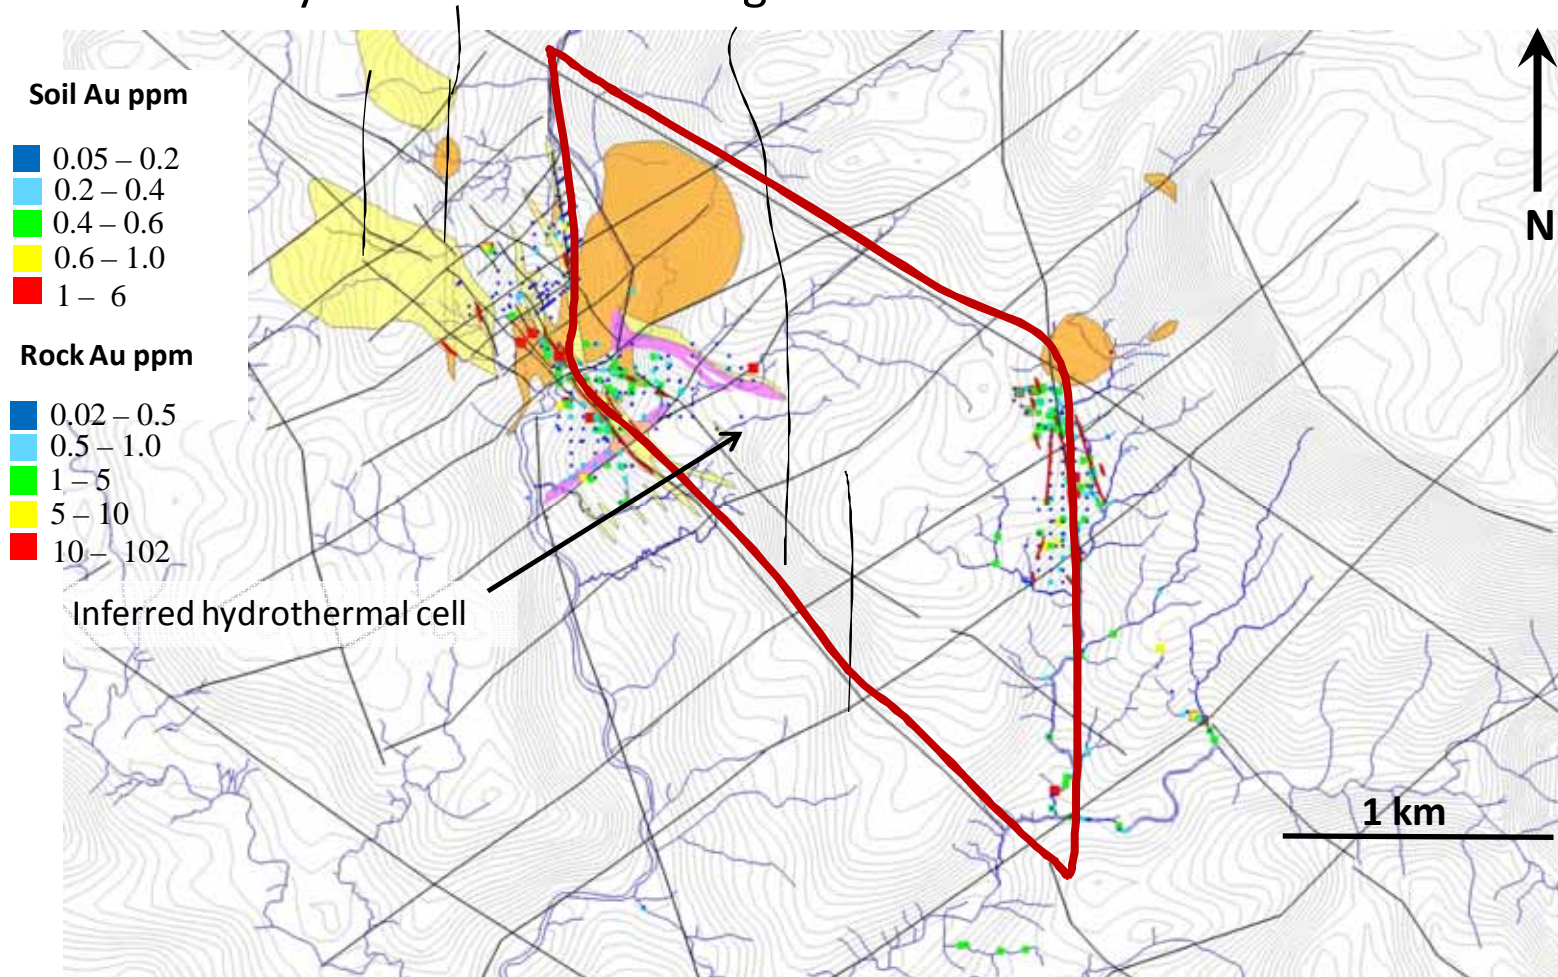 Soil Au ppm
0.05 – 0.2
0.2 – 0.4
0.4 – 0.6
0.6 – 1.0
1 – 6
Rock Au ppm
0.02 – 0.5
0.5 – 1.0
1 – 5
5 – 10
10 – 102
Inferred hydrothermal cell
N
1 km